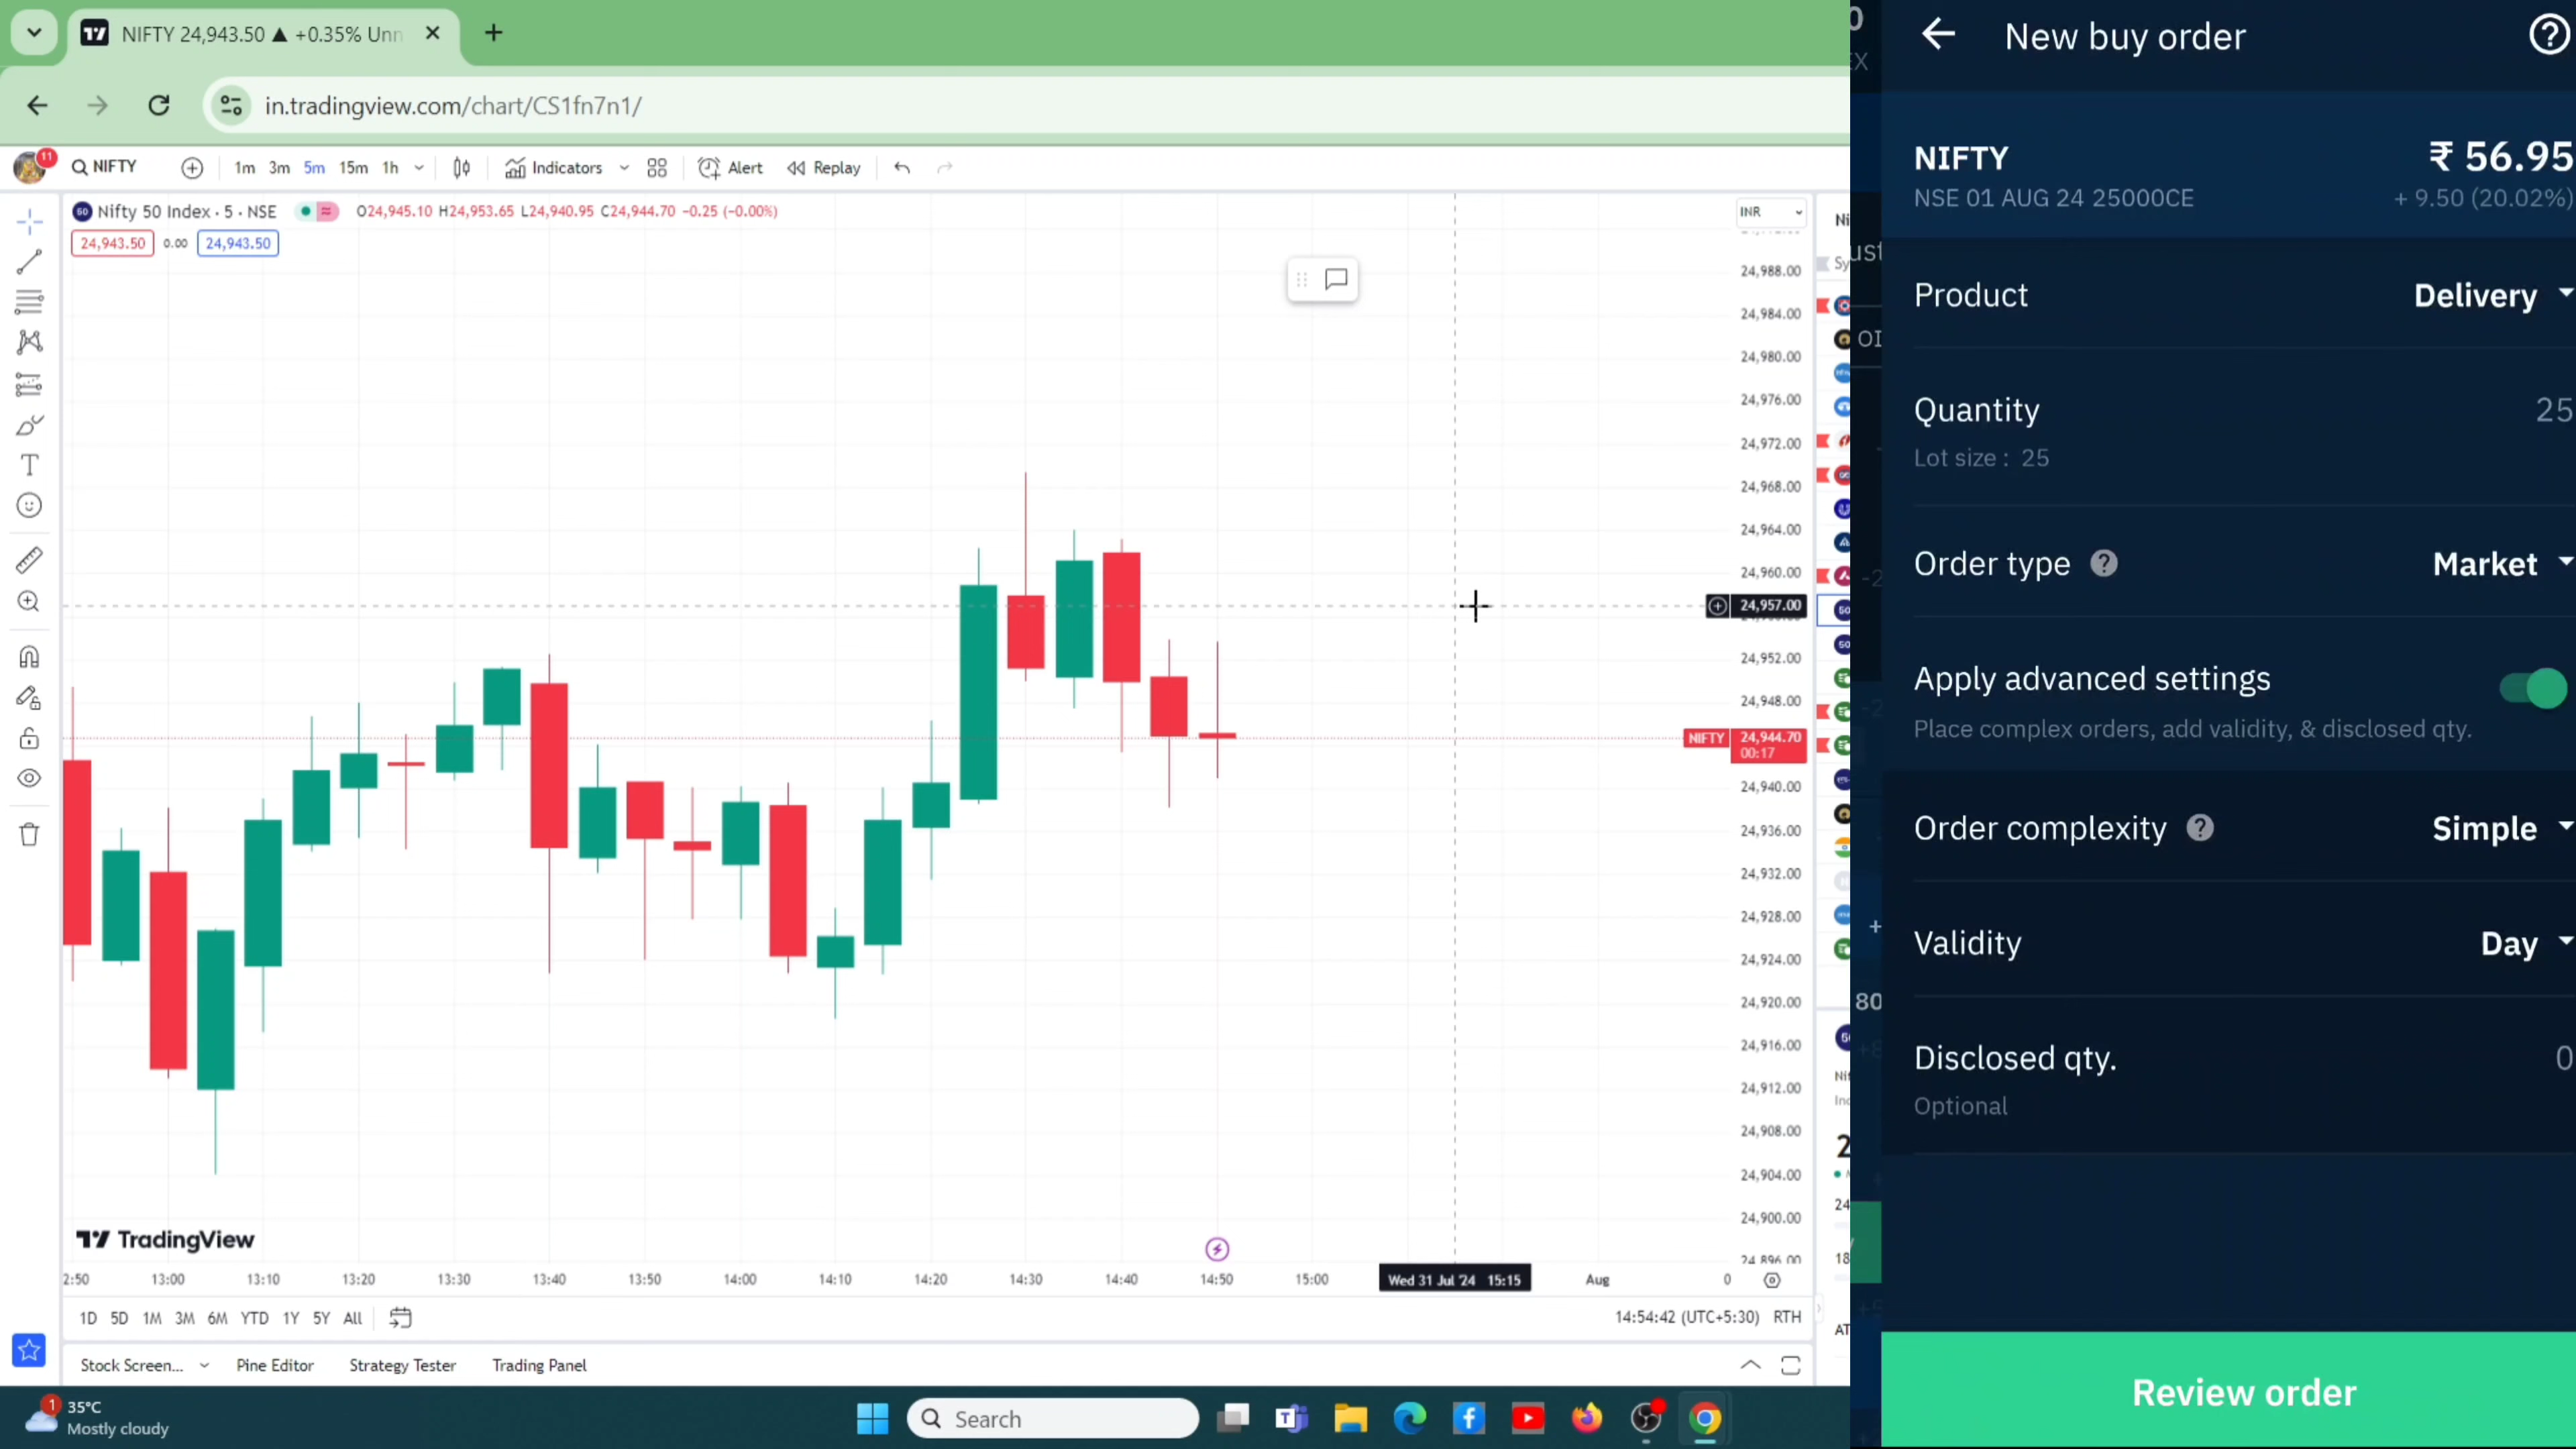 NIFTY 24,943.50 ▲ +0.35% Unn
in.tradingview.com/chart/CS1fn7n1/
11
NIFTY
1m 3m 5m 15m 1h
Indicators
Alert
Replay
Nifty 50 Index · 5 · NSE
O24,945.10 H24,953.65 L24,940.95 C24,944.70 −0.25 (−0.00%)
24,943.50 0.00 24,943.50
INR
24,988.00
24,984.00
24,980.00
24,976.00
24,972.00
24,968.00
24,964.00
24,960.00
24,957.00
24,952.00
24,948.00
NIFTY 24,944.70
00:17
24,940.00
24,936.00
24,932.00
24,928.00
24,924.00
24,920.00
24,916.00
24,912.00
24,908.00
24,904.00
24,900.00
24,896.00
TradingView
2:50 13:00 13:10 13:20 13:30 13:40 13:50 14:00 14:10 14:20 14:30 14:40 14:50 15:00 Wed 31 Jul '24 15:15 Aug 0
1D 5D 1M 3M 6M YTD 1Y 5Y All
14:54:42 (UTC+5:30) RTH
Stock Screen... Pine Editor Strategy Tester Trading Panel
1
35°C
Mostly cloudy
Search
New buy order
NIFTY
₹ 56.95
NSE 01 AUG 24 25000CE
+ 9.50 (20.02%)
Product
Delivery
Quantity
25
Lot size : 25
Order type ?
Market
Apply advanced settings
Place complex orders, add validity, & disclosed qty.
Order complexity ?
Simple
Validity
Day
Disclosed qty.
0
Optional
Review order